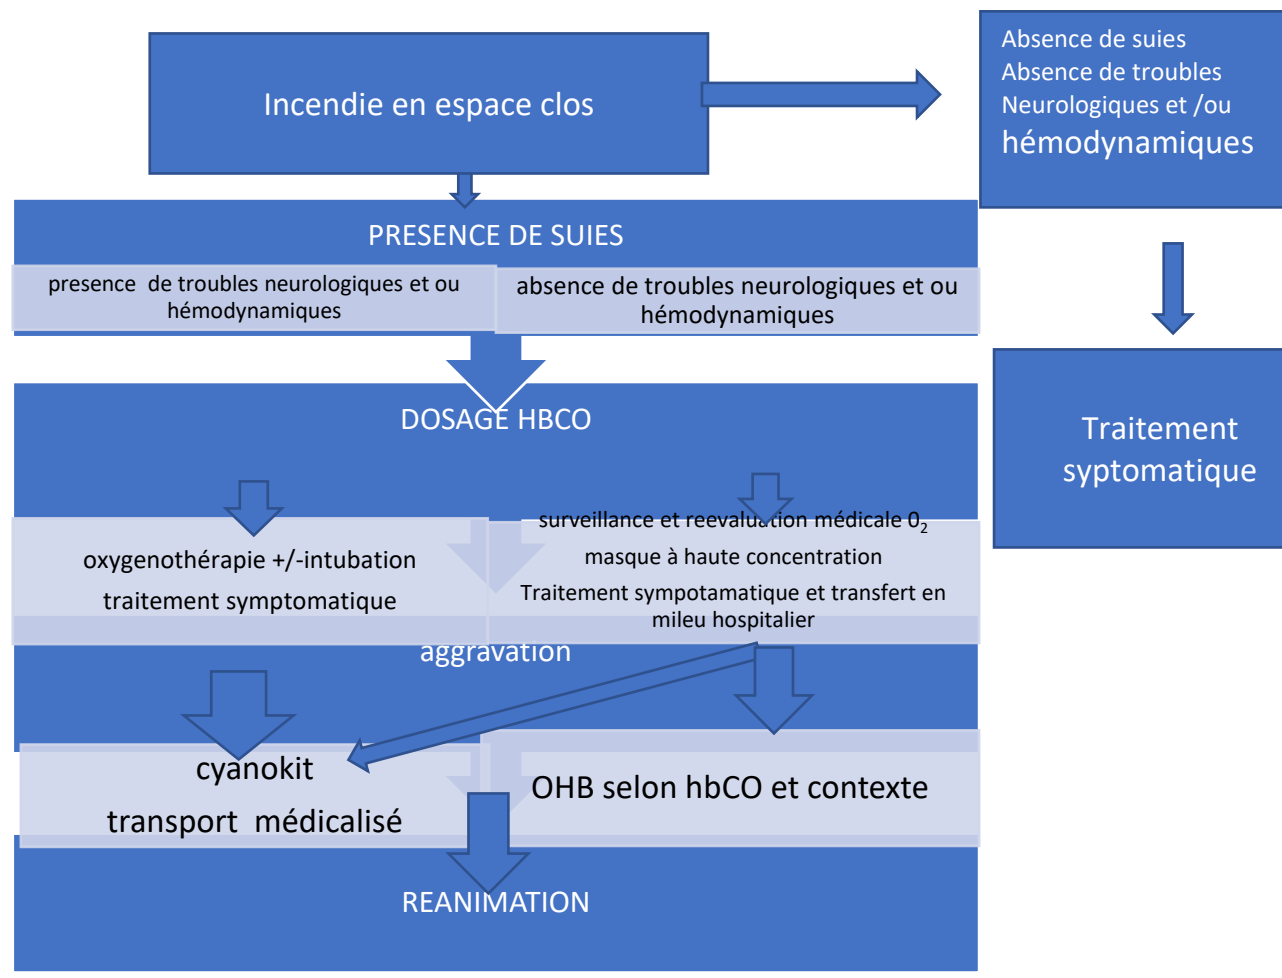 Incendie en espace clos
Absence de suies
Absence de troubles
Neurologiques et /ou
hémodynamiques
PRESENCE DE SUIES
presence de troubles neurologiques et ou
hémodynamiques
absence de troubles neurologiques et ou
hémodynamiques
Traitement
syptomatique
DOSAGE HBCO
oxygenothérapie +/-intubation
traitement symptomatique
surveillance et reevaluation médicale 0₂
masque à haute concentration
Traitement sympotamatique et transfert en
mileu hospitalier
aggravation
cyanokit
transport médicalisé
OHB selon hbCO et contexte
REANIMATION